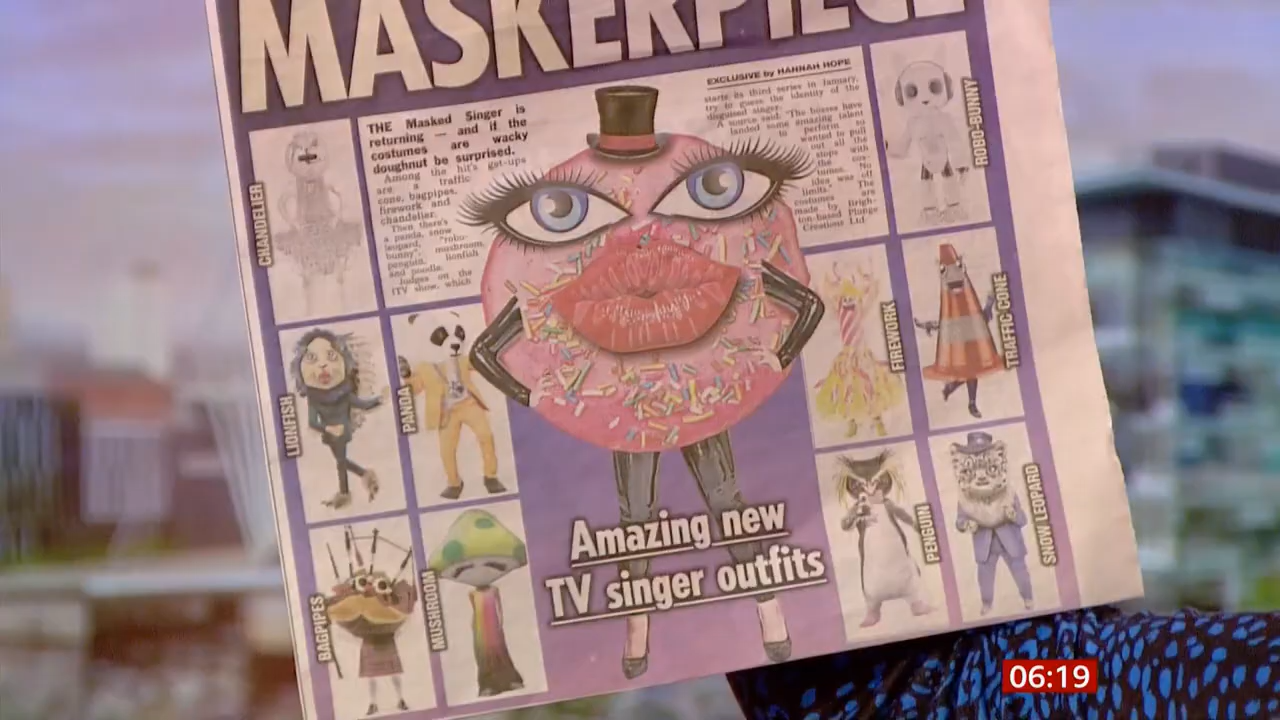 MASKERPIECE
EXCLUSIVE by HANNAH HOPE
THE Masked Singer is
returning — and if the
costumes are wacky
doughnut be surprised.
Among the hit's get-ups
are a traffic
cone, bagpipes,
firework and
chandelier.
Then there's
a panda, snow
leopard, "robo-
bunny", mushroom,
penguin, lionfish
and poodle.
Judges on the
ITV show, which
starts its third series in January,
try to guess the identity of the
disguised singer.
A source said: "The bosses have
landed some amazing talent
to perform so
wanted to pull
out all the
stops with
the cos-
tumes. No
idea was off
limits." The
costumes are
made by Brigh-
ton-based Plunge
Creations Ltd.
CHANDELIER
ROBO-BUNNY
LIONFISH
PANDA
FIREWORK
TRAFFIC CONE
BAGPIPES
MUSHROOM
PENGUIN
SNOW LEOPARD
Amazing new
TV singer outfits
06:19